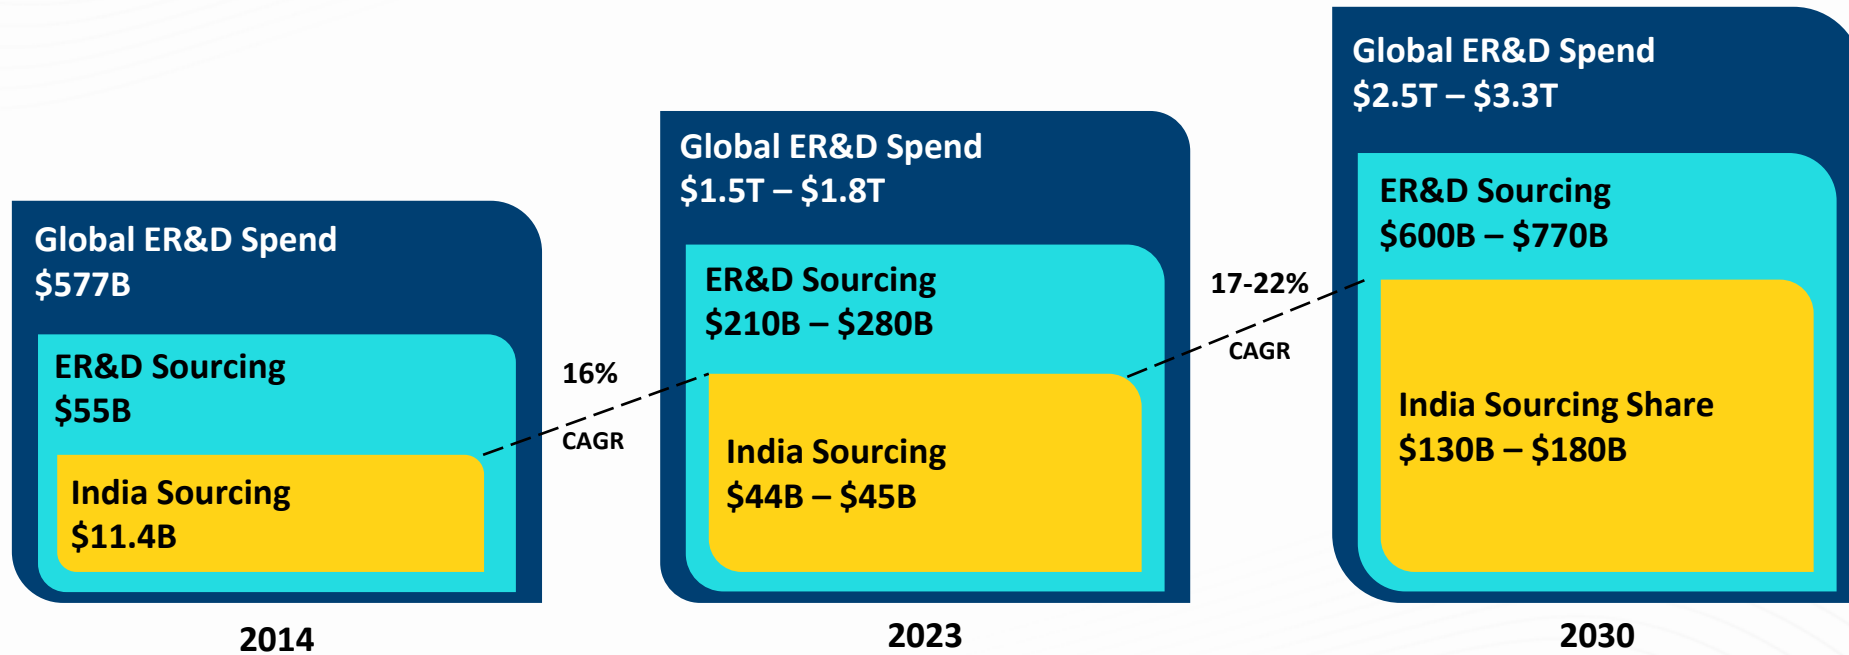 Global ER&D Spend
$577B
ER&D Sourcing
$55B
India Sourcing
$11.4B
2014
16%
CAGR
Global ER&D Spend
$1.5T – $1.8T
ER&D Sourcing
$210B – $280B
India Sourcing
$44B – $45B
2023
17-22%
CAGR
Global ER&D Spend
$2.5T – $3.3T
ER&D Sourcing
$600B – $770B
India Sourcing Share
$130B – $180B
2030